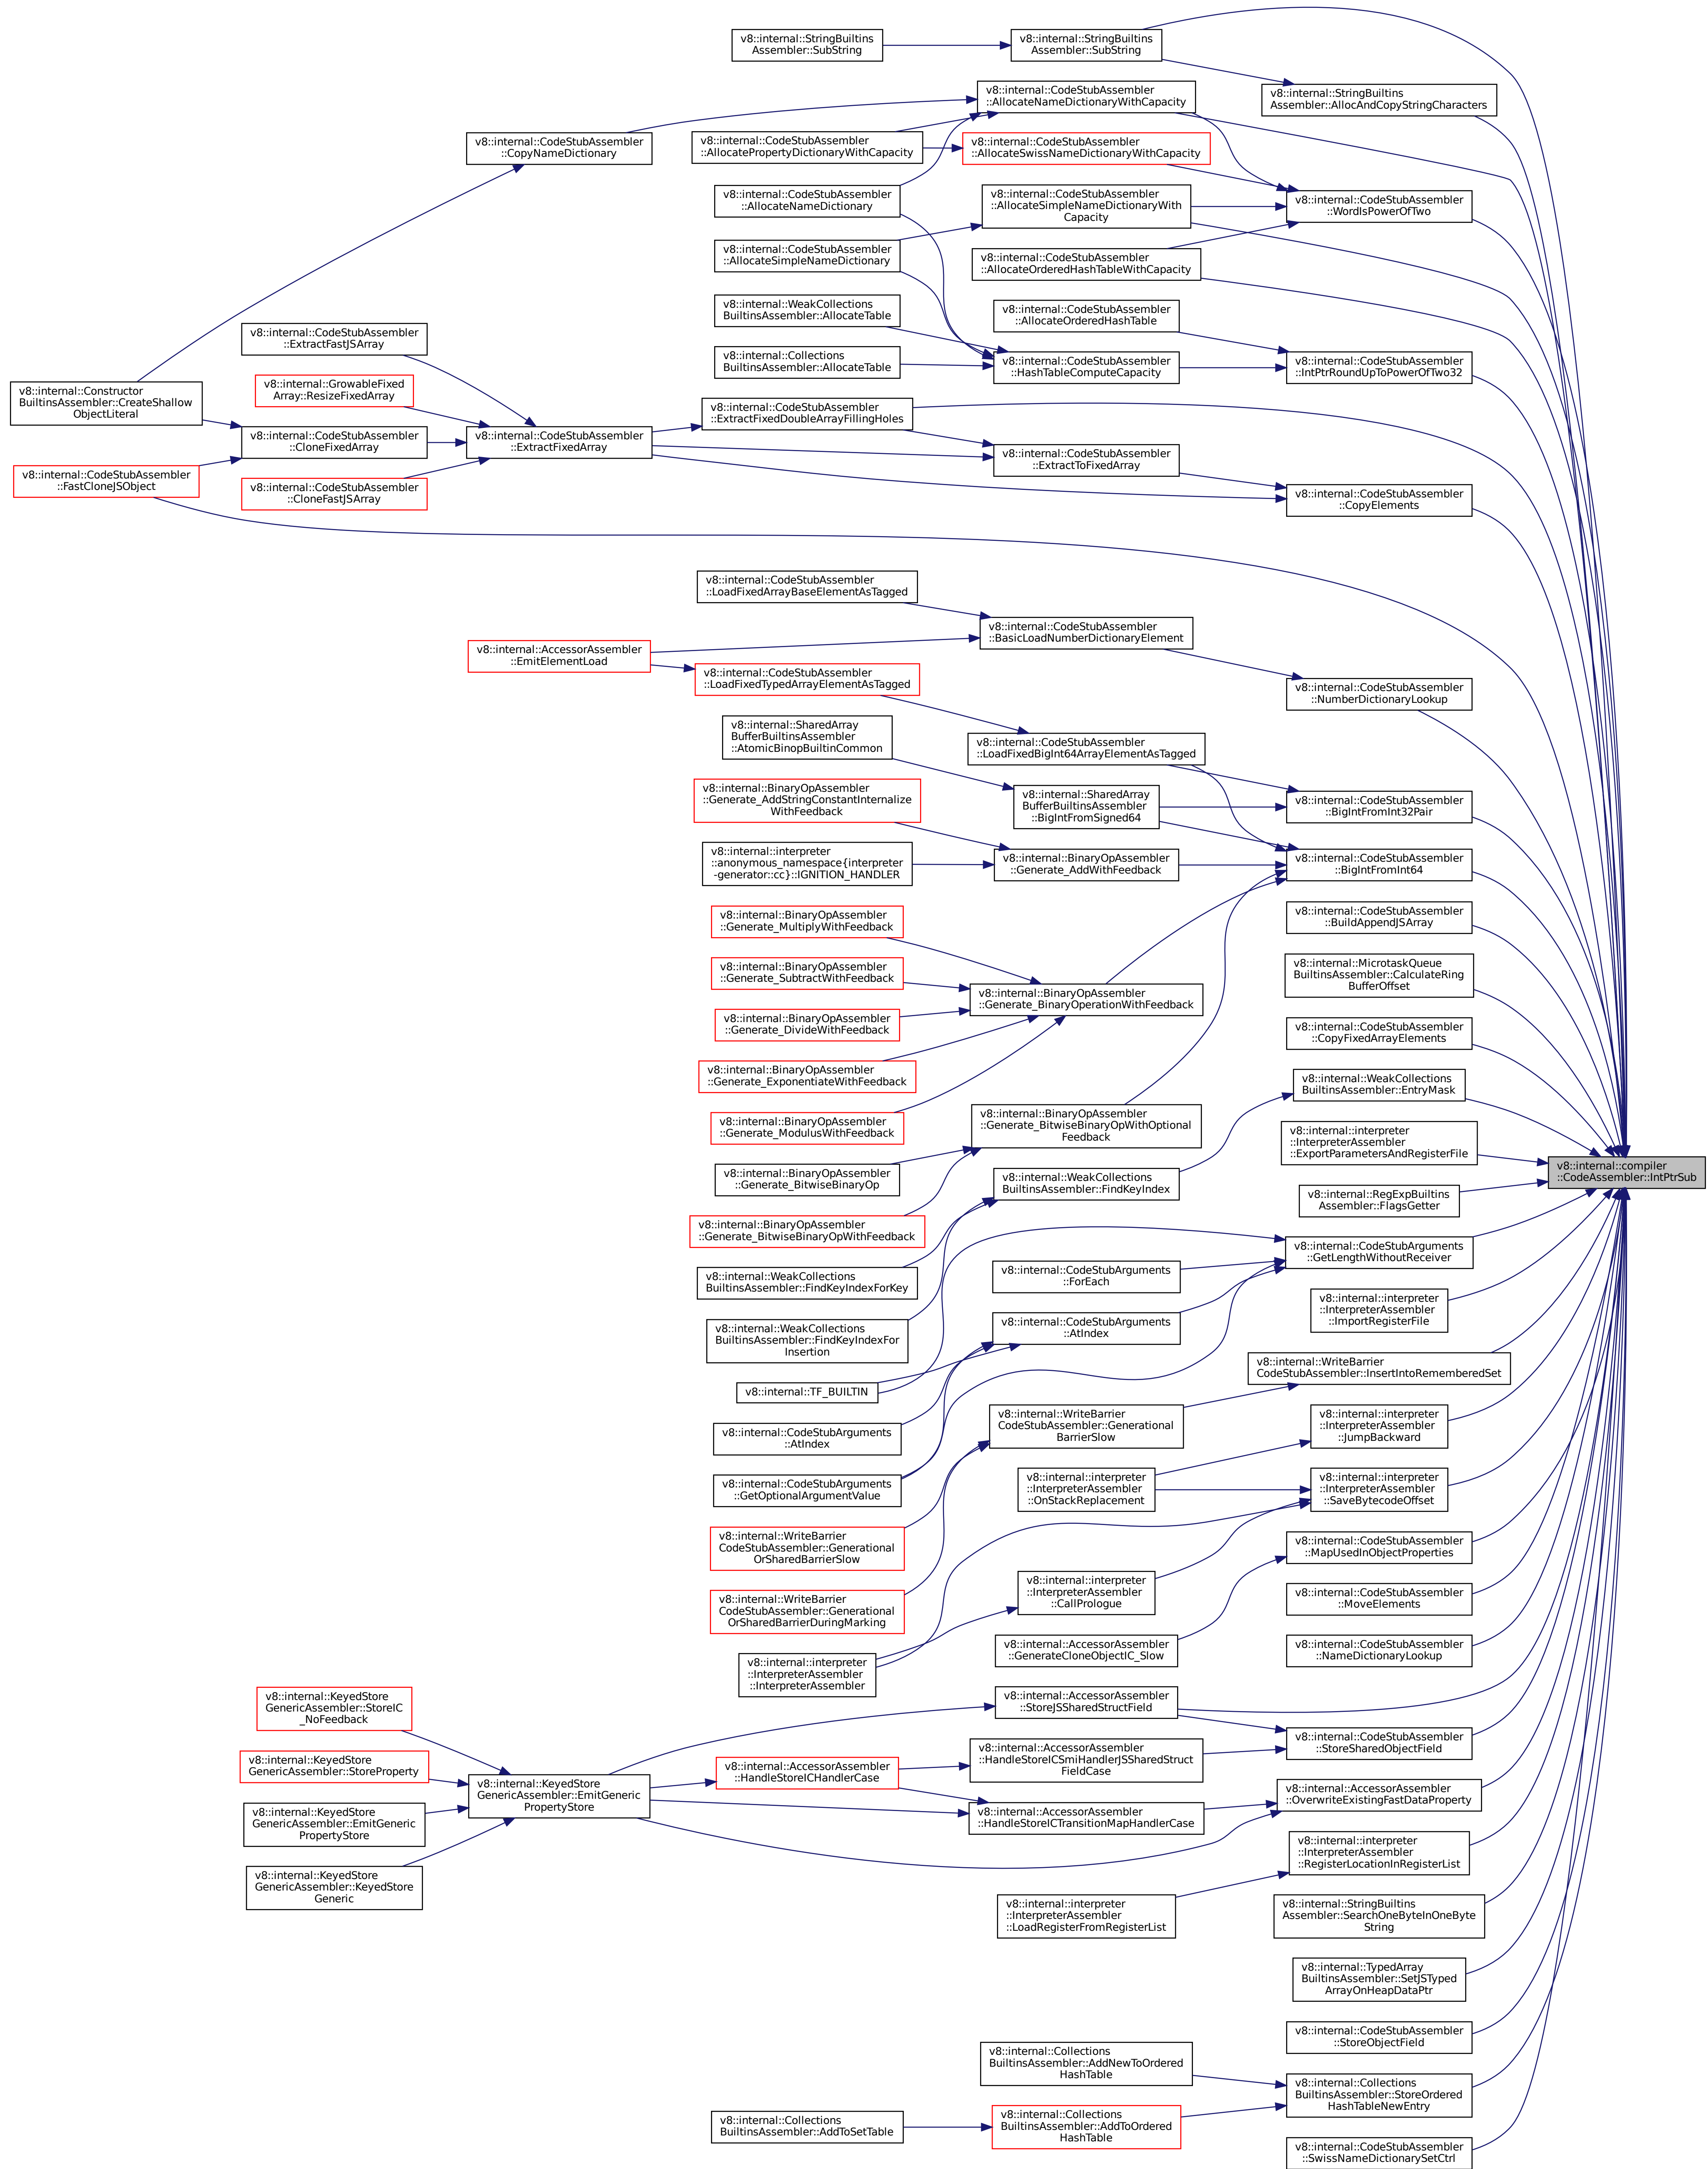 v8::internal::StringBuiltins
Assembler::SubString
v8::internal::StringBuiltins
Assembler::SubString
v8::internal::StringBuiltins
Assembler::AllocAndCopyStringCharacters
v8::internal::CodeStubAssembler
::AllocateNameDictionaryWithCapacity
v8::internal::CodeStubAssembler
::CopyNameDictionary
v8::internal::CodeStubAssembler
::AllocatePropertyDictionaryWithCapacity
v8::internal::CodeStubAssembler
::AllocateSwissNameDictionaryWithCapacity
v8::internal::CodeStubAssembler
::AllocateNameDictionary
v8::internal::CodeStubAssembler
::AllocateSimpleNameDictionaryWith
Capacity
v8::internal::CodeStubAssembler
::WordIsPowerOfTwo
v8::internal::CodeStubAssembler
::AllocateSimpleNameDictionary
v8::internal::CodeStubAssembler
::AllocateOrderedHashTableWithCapacity
v8::internal::WeakCollections
BuiltinsAssembler::AllocateTable
v8::internal::CodeStubAssembler
::AllocateOrderedHashTable
v8::internal::CodeStubAssembler
::ExtractFastJSArray
v8::internal::Collections
BuiltinsAssembler::AllocateTable
v8::internal::CodeStubAssembler
::HashTableComputeCapacity
v8::internal::CodeStubAssembler
::IntPtrRoundUpToPowerOfTwo32
v8::internal::Constructor
BuiltinsAssembler::CreateShallow
ObjectLiteral
v8::internal::GrowableFixed
Array::ResizeFixedArray
v8::internal::CodeStubAssembler
::ExtractFixedDoubleArrayFillingHoles
v8::internal::CodeStubAssembler
::CloneFixedArray
v8::internal::CodeStubAssembler
::ExtractFixedArray
v8::internal::CodeStubAssembler
::ExtractToFixedArray
v8::internal::CodeStubAssembler
::FastCloneJSObject
v8::internal::CodeStubAssembler
::CloneFastJSArray
v8::internal::CodeStubAssembler
::CopyElements
v8::internal::CodeStubAssembler
::LoadFixedArrayBaseElementAsTagged
v8::internal::CodeStubAssembler
::BasicLoadNumberDictionaryElement
v8::internal::AccessorAssembler
::EmitElementLoad
v8::internal::CodeStubAssembler
::LoadFixedTypedArrayElementAsTagged
v8::internal::CodeStubAssembler
::NumberDictionaryLookup
v8::internal::SharedArray
BufferBuiltinsAssembler
::AtomicBinopBuiltinCommon
v8::internal::CodeStubAssembler
::LoadFixedBigInt64ArrayElementAsTagged
v8::internal::BinaryOpAssembler
::Generate_AddStringConstantInternalize
WithFeedback
v8::internal::SharedArray
BufferBuiltinsAssembler
::BigIntFromSigned64
v8::internal::CodeStubAssembler
::BigIntFromInt32Pair
v8::internal::interpreter
::anonymous_namespace{interpreter
-generator::cc}::IGNITION_HANDLER
v8::internal::BinaryOpAssembler
::Generate_AddWithFeedback
v8::internal::CodeStubAssembler
::BigIntFromInt64
v8::internal::BinaryOpAssembler
::Generate_MultiplyWithFeedback
v8::internal::CodeStubAssembler
::BuildAppendJSArray
v8::internal::BinaryOpAssembler
::Generate_SubtractWithFeedback
v8::internal::MicrotaskQueue
BuiltinsAssembler::CalculateRing
BufferOffset
v8::internal::BinaryOpAssembler
::Generate_BinaryOperationWithFeedback
v8::internal::BinaryOpAssembler
::Generate_DivideWithFeedback
v8::internal::CodeStubAssembler
::CopyFixedArrayElements
v8::internal::BinaryOpAssembler
::Generate_ExponentiateWithFeedback
v8::internal::WeakCollections
BuiltinsAssembler::EntryMask
v8::internal::BinaryOpAssembler
::Generate_ModulusWithFeedback
v8::internal::BinaryOpAssembler
::Generate_BitwiseBinaryOpWithOptional
Feedback
v8::internal::interpreter
::InterpreterAssembler
::ExportParametersAndRegisterFile
v8::internal::BinaryOpAssembler
::Generate_BitwiseBinaryOp
v8::internal::WeakCollections
BuiltinsAssembler::FindKeyIndex
v8::internal::compiler
::CodeAssembler::IntPtrSub
v8::internal::RegExpBuiltins
Assembler::FlagsGetter
v8::internal::BinaryOpAssembler
::Generate_BitwiseBinaryOpWithFeedback
v8::internal::CodeStubArguments
::GetLengthWithoutReceiver
v8::internal::WeakCollections
BuiltinsAssembler::FindKeyIndexForKey
v8::internal::CodeStubArguments
::ForEach
v8::internal::interpreter
::InterpreterAssembler
::ImportRegisterFile
v8::internal::WeakCollections
BuiltinsAssembler::FindKeyIndexFor
Insertion
v8::internal::CodeStubArguments
::AtIndex
v8::internal::WriteBarrier
CodeStubAssembler::InsertIntoRememberedSet
v8::internal::TF_BUILTIN
v8::internal::CodeStubArguments
::AtIndex
v8::internal::WriteBarrier
CodeStubAssembler::Generational
BarrierSlow
v8::internal::interpreter
::InterpreterAssembler
::JumpBackward
v8::internal::CodeStubArguments
::GetOptionalArgumentValue
v8::internal::interpreter
::InterpreterAssembler
::OnStackReplacement
v8::internal::interpreter
::InterpreterAssembler
::SaveBytecodeOffset
v8::internal::WriteBarrier
CodeStubAssembler::Generational
OrSharedBarrierSlow
v8::internal::CodeStubAssembler
::MapUsedInObjectProperties
v8::internal::WriteBarrier
CodeStubAssembler::Generational
OrSharedBarrierDuringMarking
v8::internal::interpreter
::InterpreterAssembler
::CallPrologue
v8::internal::CodeStubAssembler
::MoveElements
v8::internal::interpreter
::InterpreterAssembler
::InterpreterAssembler
v8::internal::AccessorAssembler
::GenerateCloneObjectIC_Slow
v8::internal::CodeStubAssembler
::NameDictionaryLookup
v8::internal::KeyedStore
GenericAssembler::StoreIC
_NoFeedback
v8::internal::AccessorAssembler
::StoreJSSharedStructField
v8::internal::CodeStubAssembler
::StoreSharedObjectField
v8::internal::KeyedStore
GenericAssembler::StoreProperty
v8::internal::AccessorAssembler
::HandleStoreICHandlerCase
v8::internal::AccessorAssembler
::HandleStoreICSmiHandlerJSSharedStruct
FieldCase
v8::internal::KeyedStore
GenericAssembler::EmitGeneric
PropertyStore
v8::internal::AccessorAssembler
::OverwriteExistingFastDataProperty
v8::internal::KeyedStore
GenericAssembler::EmitGeneric
PropertyStore
v8::internal::AccessorAssembler
::HandleStoreICTransitionMapHandlerCase
v8::internal::interpreter
::InterpreterAssembler
::RegisterLocationInRegisterList
v8::internal::KeyedStore
GenericAssembler::KeyedStore
Generic
v8::internal::interpreter
::InterpreterAssembler
::LoadRegisterFromRegisterList
v8::internal::StringBuiltins
Assembler::SearchOneByteInOneByte
String
v8::internal::TypedArray
BuiltinsAssembler::SetJSTyped
ArrayOnHeapDataPtr
v8::internal::CodeStubAssembler
::StoreObjectField
v8::internal::Collections
BuiltinsAssembler::AddNewToOrdered
HashTable
v8::internal::Collections
BuiltinsAssembler::StoreOrdered
HashTableNewEntry
v8::internal::Collections
BuiltinsAssembler::AddToSetTable
v8::internal::Collections
BuiltinsAssembler::AddToOrdered
HashTable
v8::internal::CodeStubAssembler
::SwissNameDictionarySetCtrl